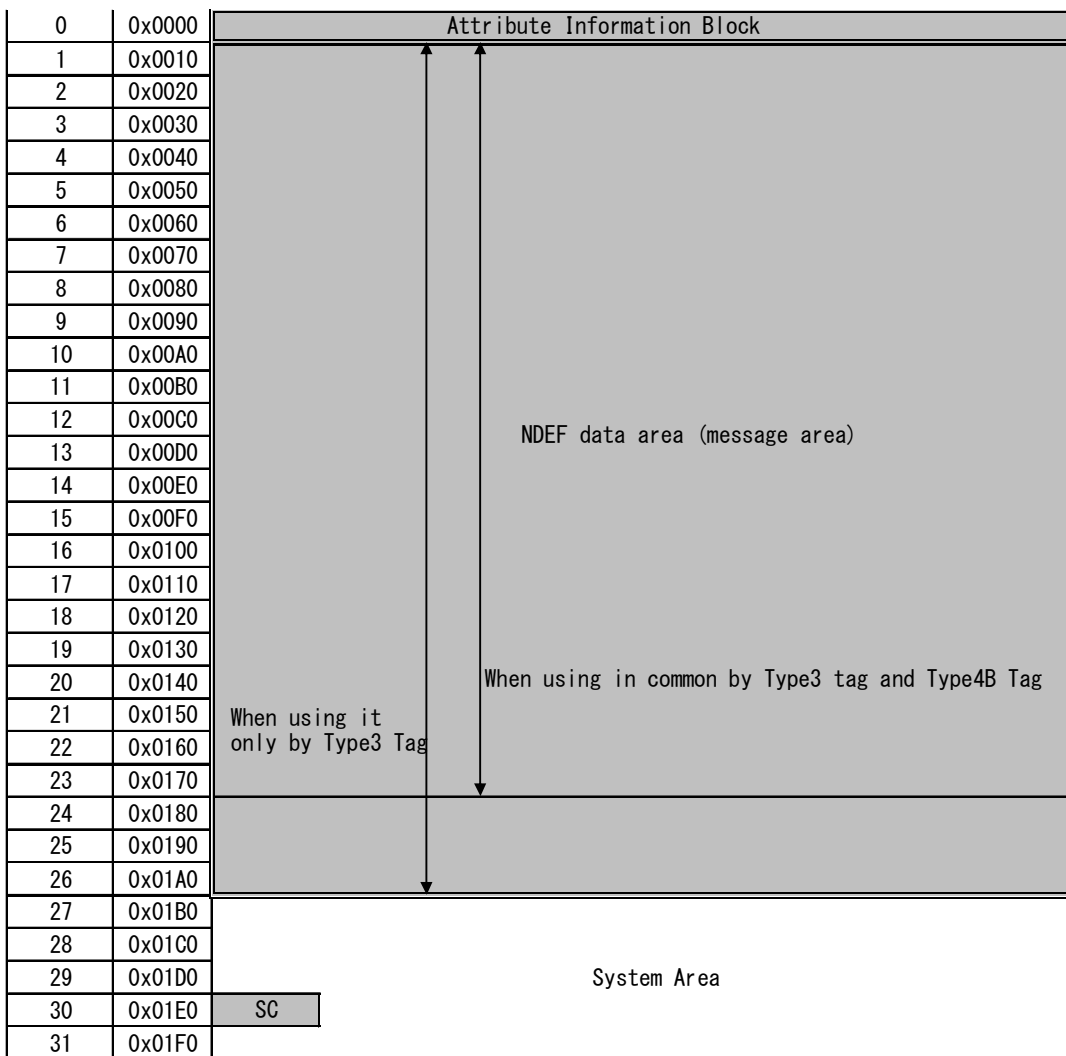 0 0x0000 Attribute Information Block
1 0x0010
2 0x0020
3 0x0030
4 0x0040
5 0x0050
6 0x0060
7 0x0070
8 0x0080
9 0x0090
10 0x00A0
11 0x00B0
12 0x00C0
NDEF data area (message area)
13 0x00D0
14 0x00E0
15 0x00F0
16 0x0100
17 0x0110
18 0x0120
19 0x0130
20 0x0140 When using in common by Type3 tag and Type4B Tag
21 0x0150 When using it
22 0x0160 only by Type3 Tag
23 0x0170
24 0x0180
25 0x0190
26 0x01A0
27 0x01B0
28 0x01C0
29 0x01D0 System Area
30 0x01E0 SC
31 0x01F0